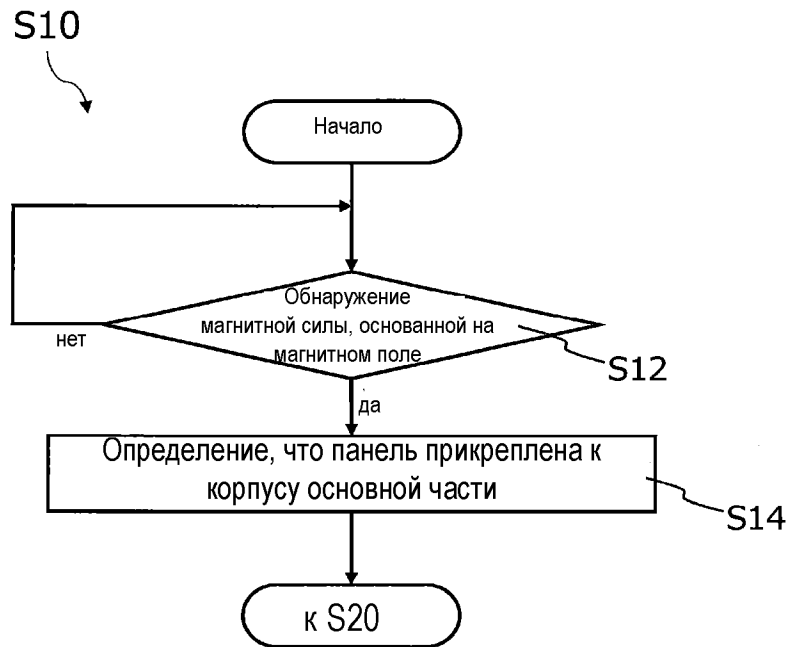 S10
Начало
Обнаружение
магнитной силы, основанной на
магнитном поле
нет
S12
да
Определение, что панель прикреплена к
корпусу основной части
S14
к S20